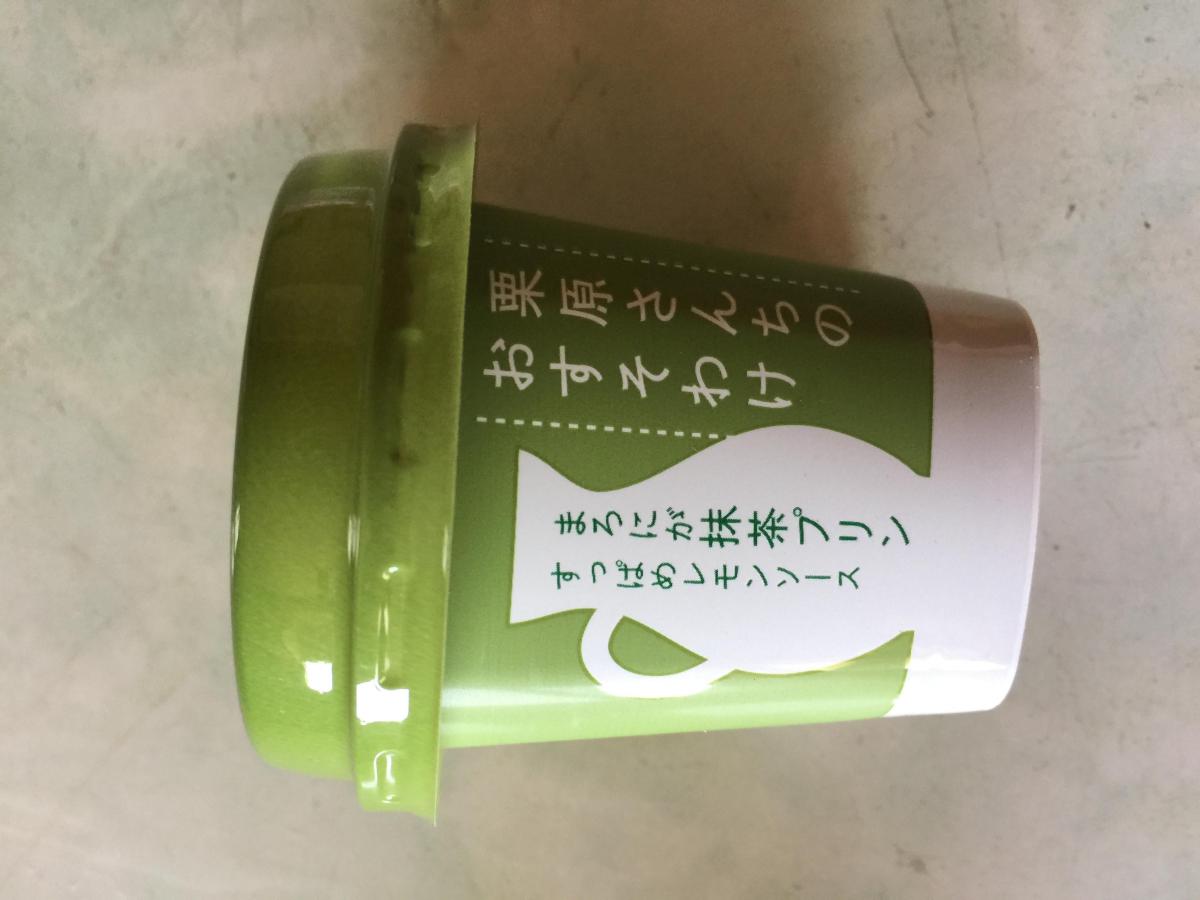 栗原さんちの
おすそわけ
まろにが抹茶プリン
すっぱめレモンソース